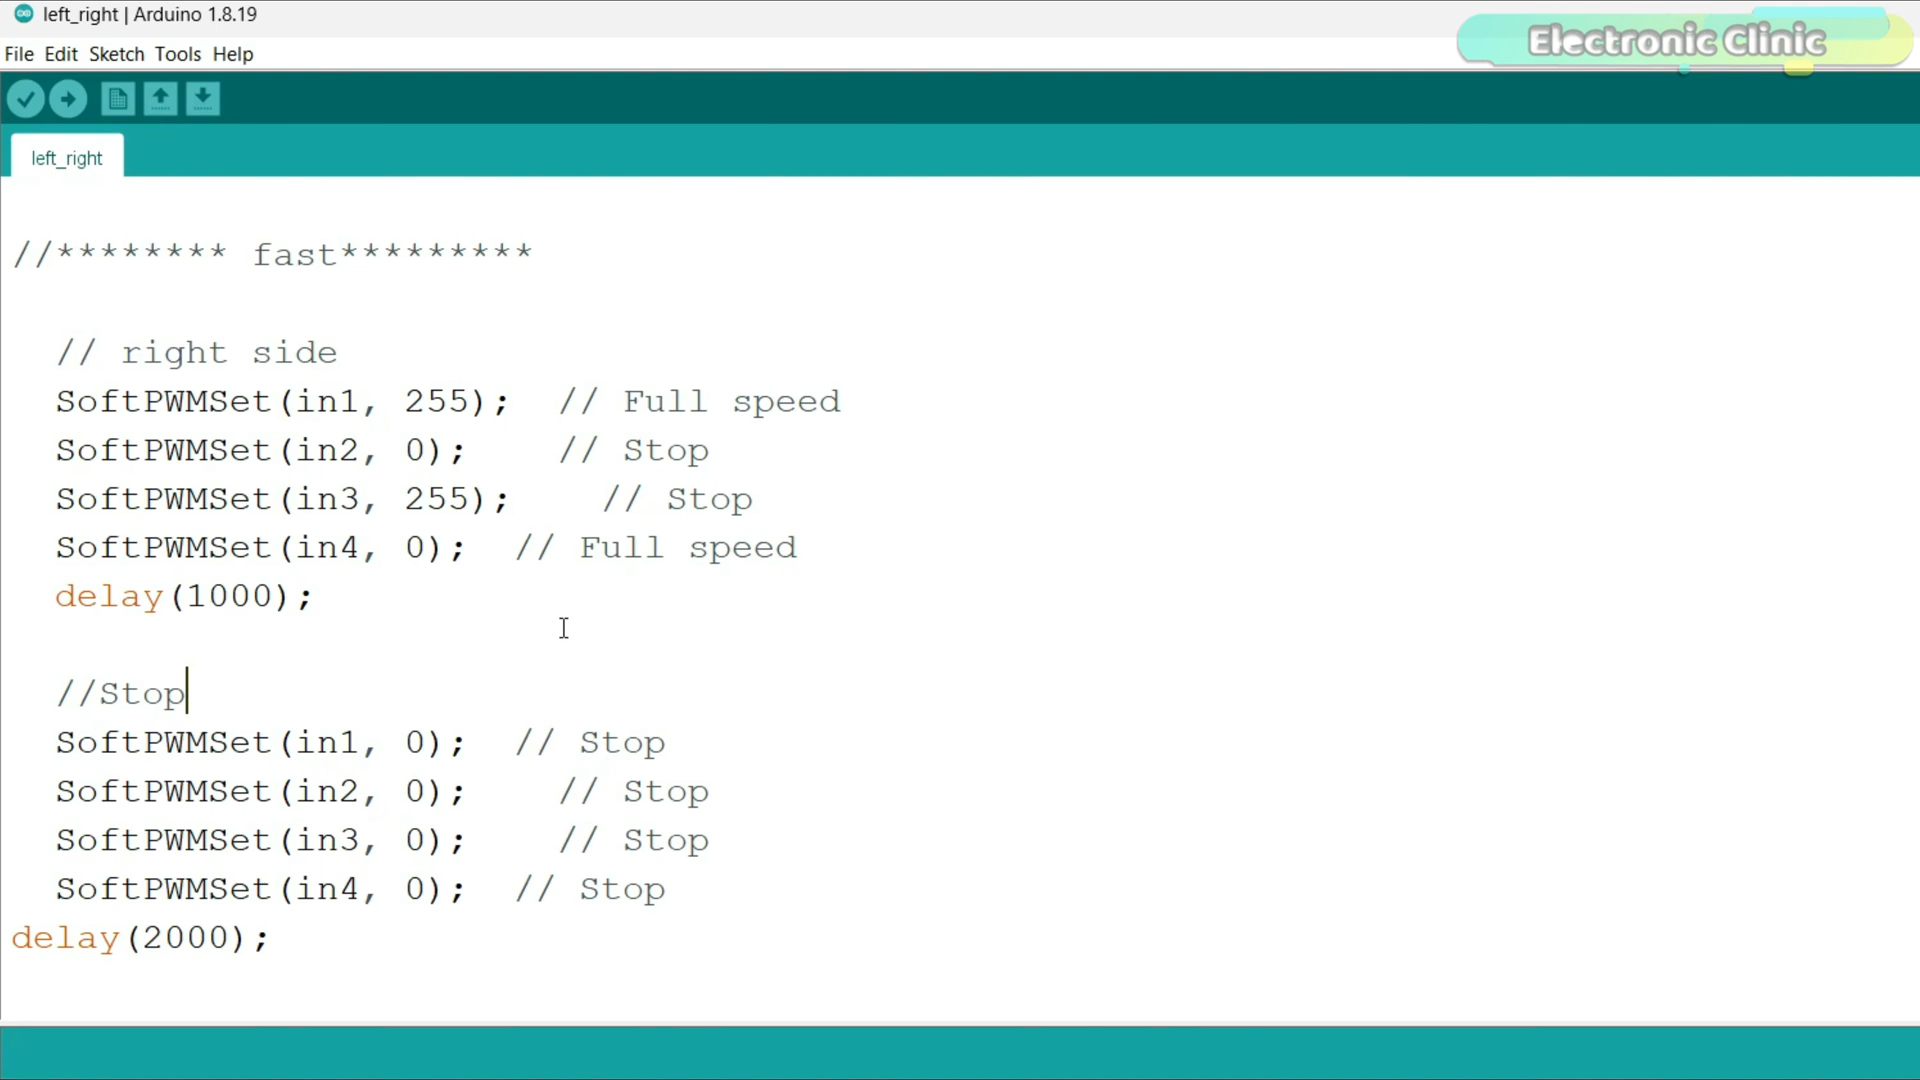 left_right | Arduino 1.8.19
File Edit Sketch Tools Help
Electronic Clinic
left_right
//******** fast*********
// right side
SoftPWMSet(in1, 255);  // Full speed
SoftPWMSet(in2, 0);    // Stop
SoftPWMSet(in3, 255);    // Stop
SoftPWMSet(in4, 0);  // Full speed
delay(1000);
//Stop
SoftPWMSet(in1, 0);  // Stop
SoftPWMSet(in2, 0);    // Stop
SoftPWMSet(in3, 0);    // Stop
SoftPWMSet(in4, 0);  // Stop
delay(2000);